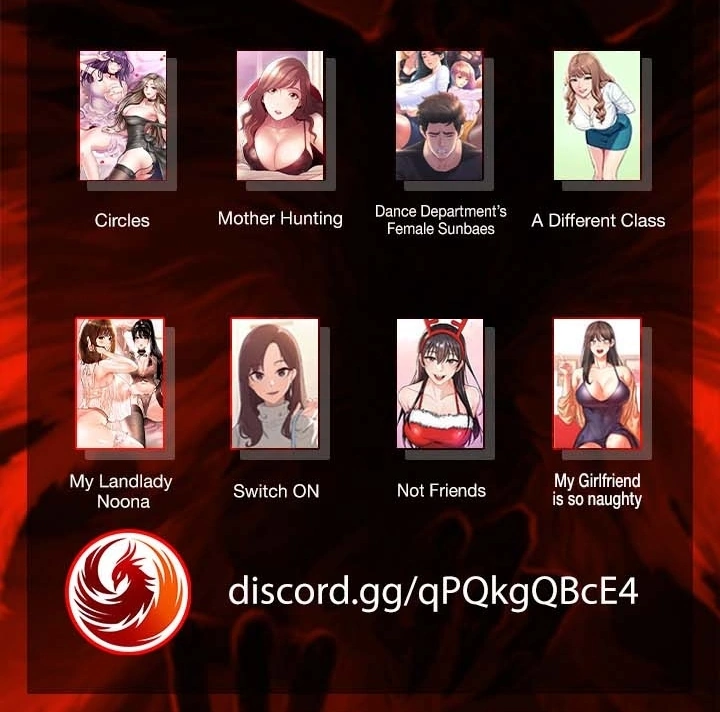 Circles
Mother Hunting
Dance Department's
Female Sunbaes
A Different Class
My Landlady
Noona
Switch ON
Not Friends
My Girlfriend
is so naughty
discord.gg/qPQkgQBcE4